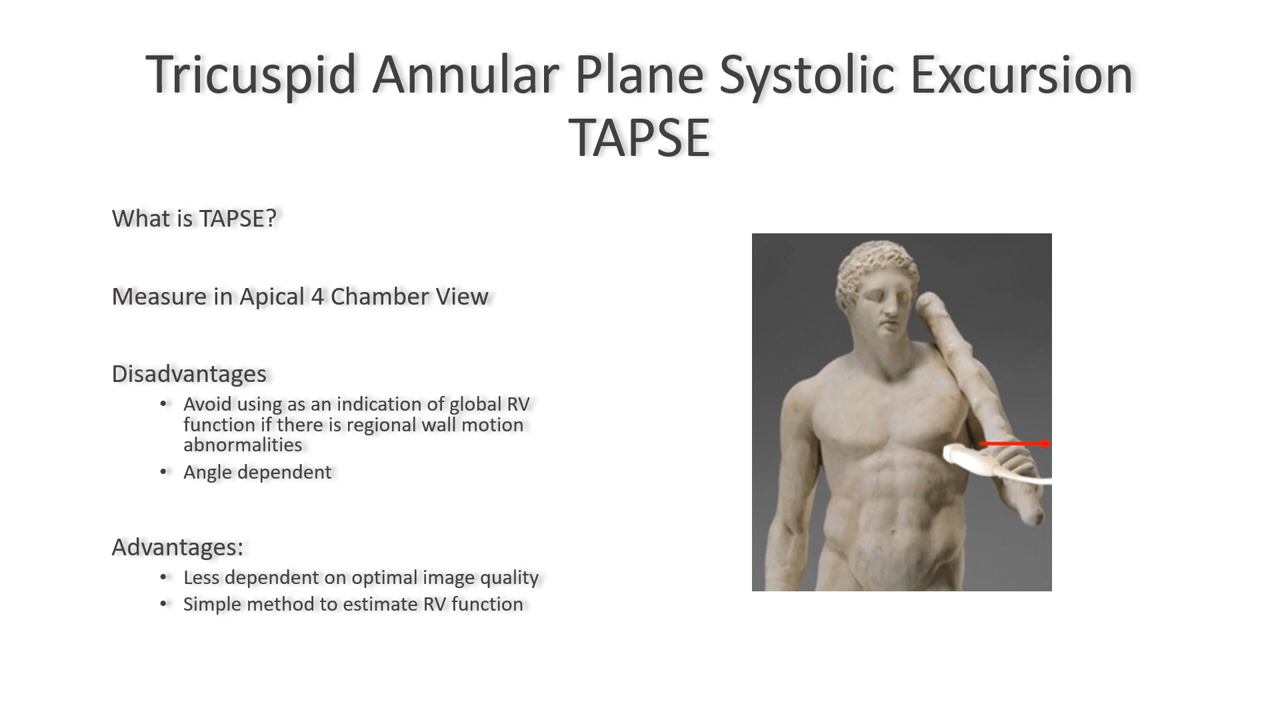 Tricuspid Annular Plane Systolic Excursion
TAPSE
What is TAPSE?
Measure in Apical 4 Chamber View
Disadvantages
• Avoid using as an indication of global RV
function if there is regional wall motion
abnormalities
• Angle dependent
Advantages:
• Less dependent on optimal image quality
• Simple method to estimate RV function